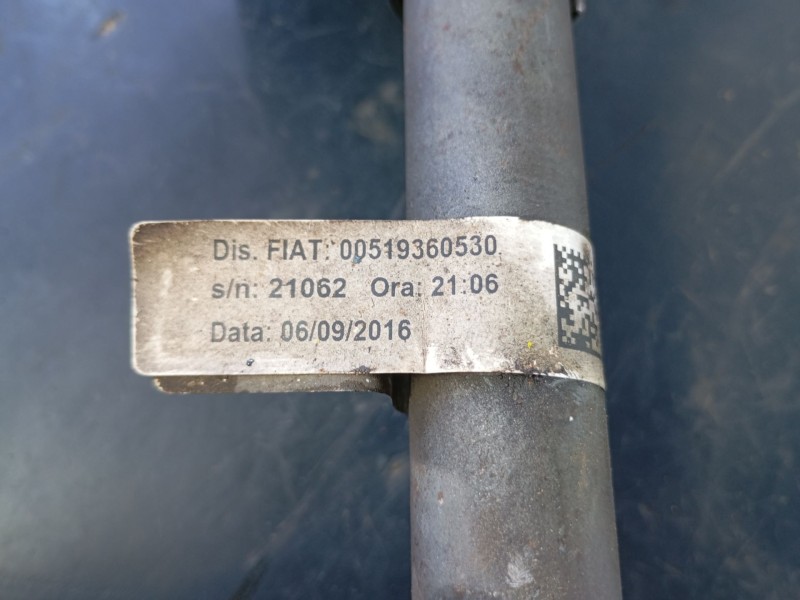 Dis. FIAT: 00519360530
s/n: 21062 Ora: 21:06
Data: 06/09/2016